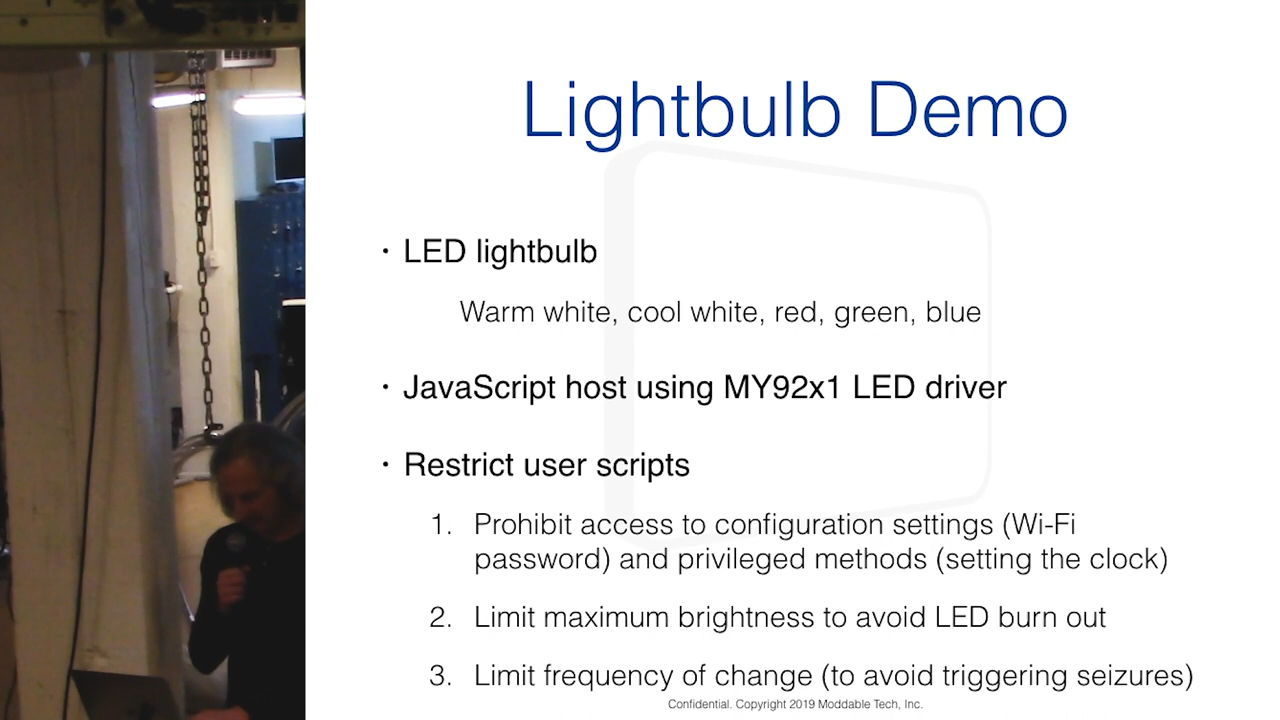 Lightbulb Demo
• LED lightbulb
Warm white, cool white, red, green, blue
• JavaScript host using MY92x1 LED driver
• Restrict user scripts
1. Prohibit access to configuration settings (Wi-Fi
password) and privileged methods (setting the clock)
2. Limit maximum brightness to avoid LED burn out
3. Limit frequency of change (to avoid triggering seizures)
Confidential. Copyright 2019 Moddable Tech, Inc.